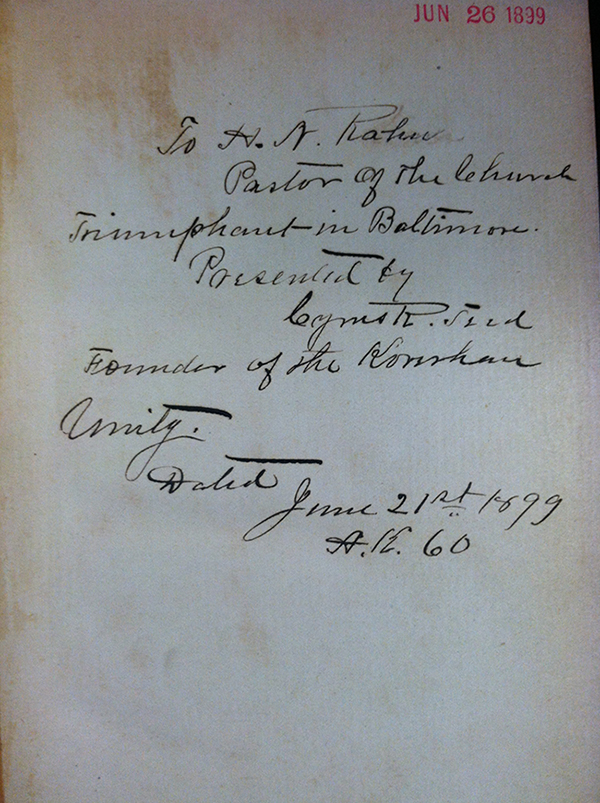 JUN 26 1899
To H. N. Rahn
Pastor of the Church
Triumphant in Baltimore.
Presented by
Cyrus R. Teed
Founder of the Koreshan
Unity.
Dated
June 21st 1899
A.K. 60